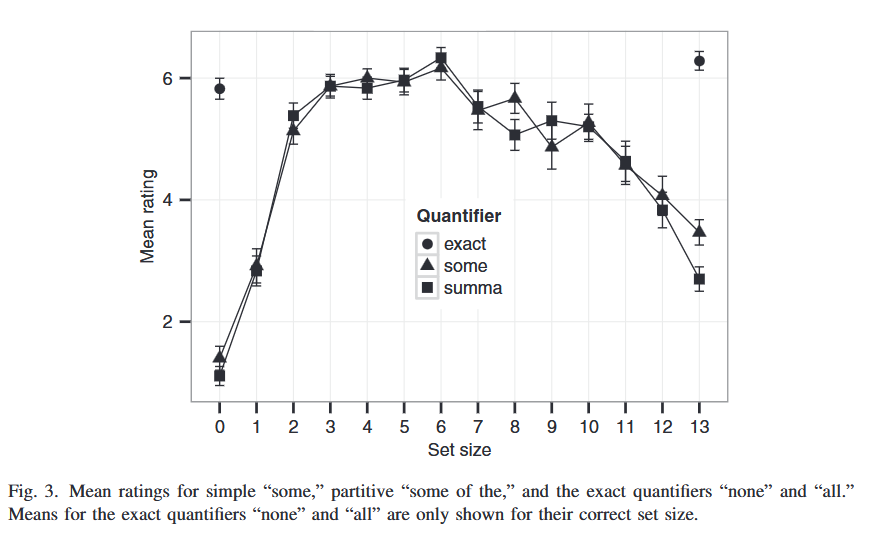 6
4
2
Mean rating
Quantifier
exact
some
summa
0 1 2 3 4 5 6 7 8 9 10 11 12 13
Set size
Fig. 3. Mean ratings for simple “some,” partitive “some of the,” and the exact quantifiers “none” and “all.”
Means for the exact quantifiers “none” and “all” are only shown for their correct set size.